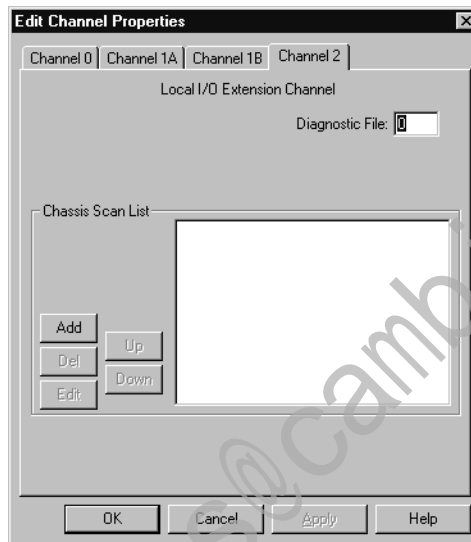 Edit Channel Properties
Channel 0 Channel 1A Channel 1B Channel 2
Local I/O Extension Channel
Diagnostic File: 0
Chassis Scan List
Add
Up
Del
Down
Edit
OK Cancel Apply Help
s@camb